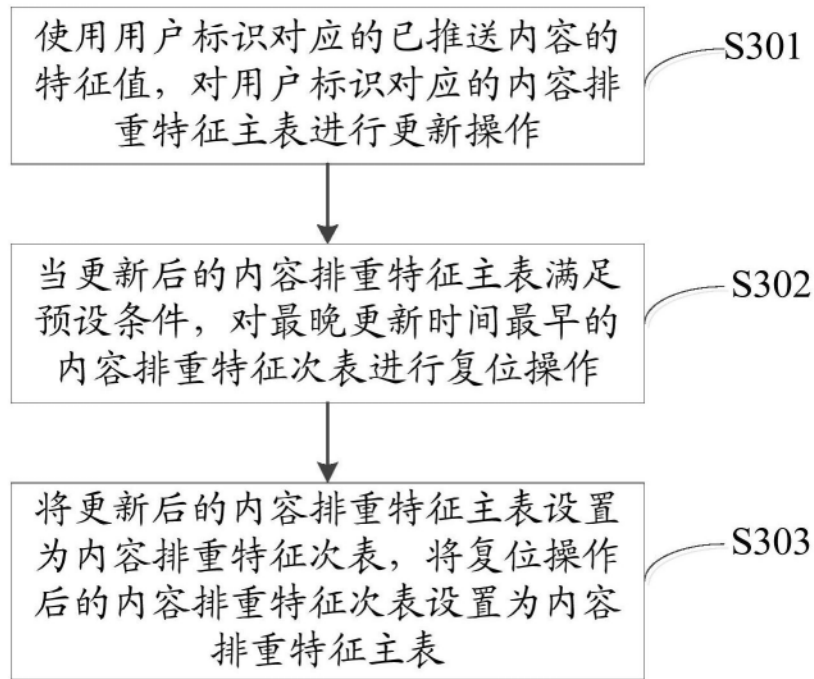 使用用户标识对应的已推送内容的
特征值，对用户标识对应的内容排
重特征主表进行更新操作
S301
当更新后的内容排重特征主表满足
预设条件，对最晚更新时间最早的
内容排重特征次表进行复位操作
S302
将更新后的内容排重特征主表设置
为内容排重特征次表，将复位操作
后的内容排重特征次表设置为内容
排重特征主表
S303